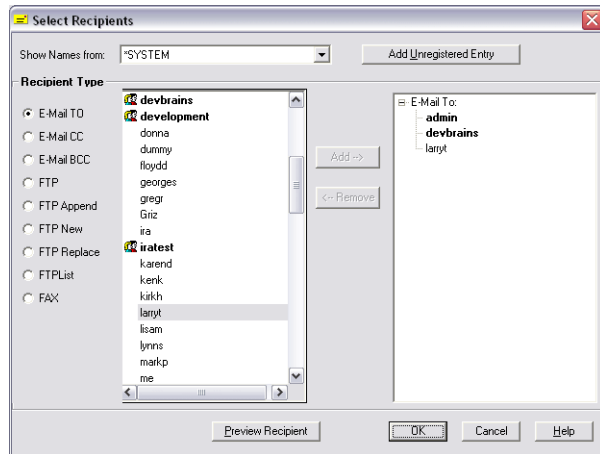 Select Recipients
Show Names from:
*SYSTEM
Add Unregistered Entry
Recipient Type
E-Mail TO
E-Mail CC
E-Mail BCC
FTP
FTP Append
FTP New
FTP Replace
FTPList
FAX
devbrains
development
donna
dummy
floydd
georges
gregr
Griz
ira
iratest
karend
kenk
kirkh
larryt
lisam
lynns
markp
me
Add -->
<-- Remove
E-Mail To:
admin
devbrains
larryt
Preview Recipient
OK
Cancel
Help